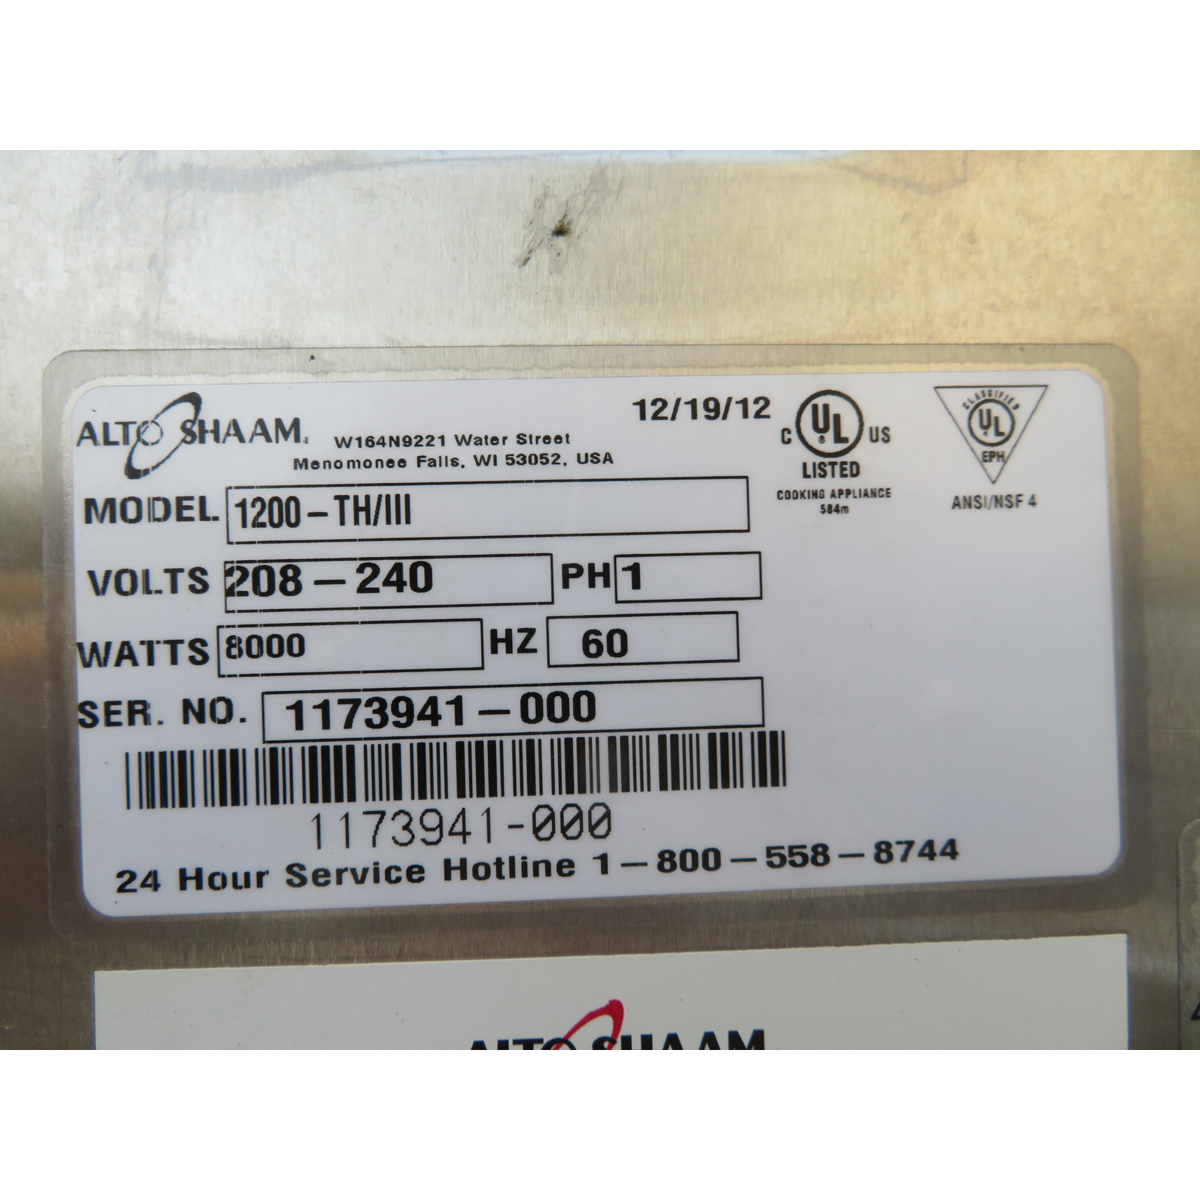 ALTO SHAAM.
W164N9221 Water Street
Menomonee Falls, WI 53052, USA
12/19/12
C UL US
LISTED
COOKING APPLIANCE
584m
CLASSIFIED
UL
EPH
ANSI/NSF 4
MODEL 1200-TH/III
VOLTS 208-240 PH 1
WATTS 8000 HZ 60
SER. NO. 1173941-000
1173941-000
24 Hour Service Hotline 1-800-558-8744
ALTO SHAAM